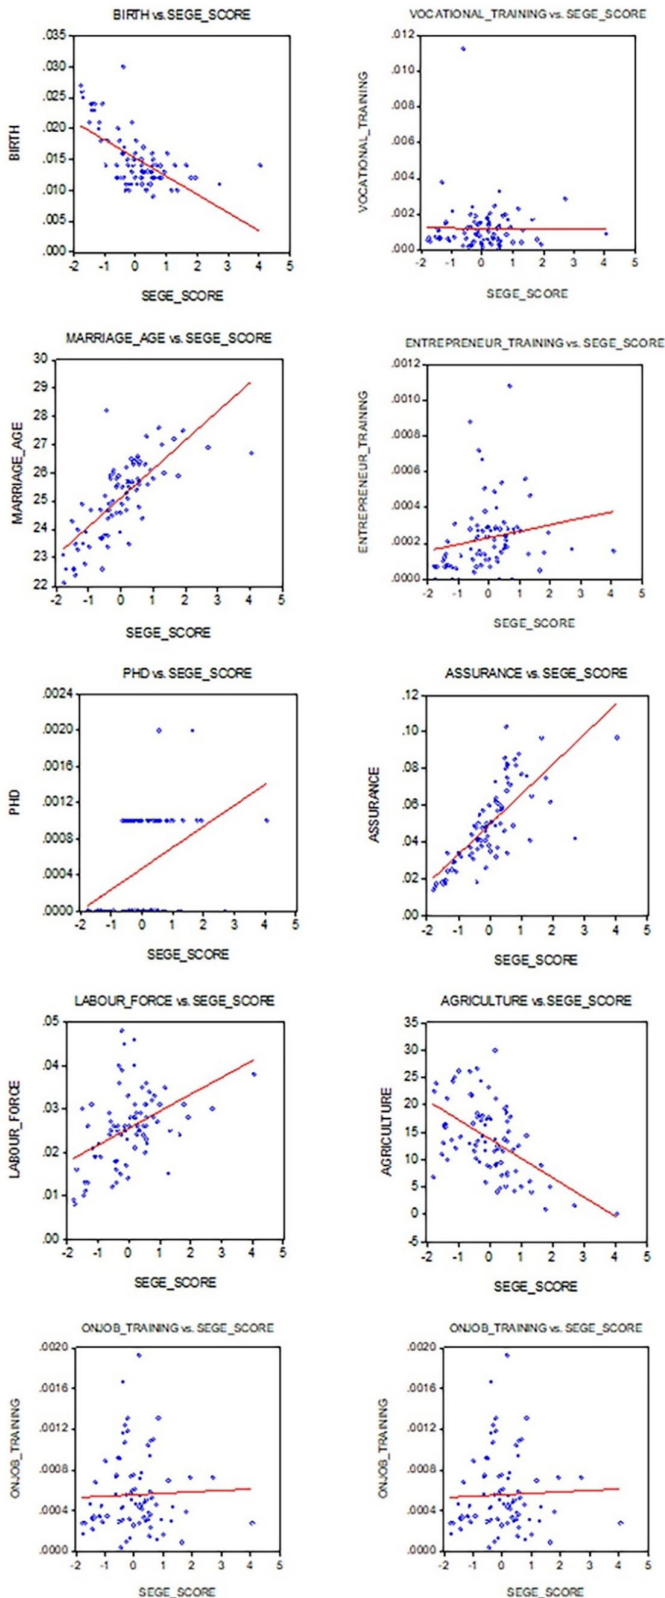 BIRTH vs. SEGE_SCORE
.035
.030
.025
.020
.015
.010
.005
.000
BIRTH
-2 -1 0 1 2 3 4 5
SEGE_SCORE
VOCATIONAL_TRAINING vs. SEGE_SCORE
.012
.010
.008
.006
.004
.002
.000
VOCATIONAL_TRAINING
-2 -1 0 1 2 3 4 5
SEGE_SCORE
MARRIAGE_AGE vs. SEGE_SCORE
30
29
28
27
26
25
24
23
22
MARRIAGE_AGE
-2 -1 0 1 2 3 4 5
SEGE_SCORE
ENTREPRENEUR_TRAINING vs. SEGE_SCORE
.0012
.0010
.0008
.0006
.0004
.0002
.0000
ENTREPRENEUR_TRAINING
-2 -1 0 1 2 3 4 5
SEGE_SCORE
PHD vs. SEGE_SCORE
.0024
.0020
.0016
.0012
.0008
.0004
.0000
PHD
-2 -1 0 1 2 3 4 5
SEGE_SCORE
ASSURANCE vs. SEGE_SCORE
.12
.10
.08
.06
.04
.02
.00
ASSURANCE
-2 -1 0 1 2 3 4 5
SEGE_SCORE
LABOUR_FORCE vs. SEGE_SCORE
.05
.04
.03
.02
.01
.00
LABOUR_FORCE
-2 -1 0 1 2 3 4 5
SEGE_SCORE
AGRICULTURE vs. SEGE_SCORE
35
30
25
20
15
10
5
0
-5
AGRICULTURE
-2 -1 0 1 2 3 4 5
SEGE_SCORE
ONJOB_TRAINING vs. SEGE_SCORE
.0020
.0016
.0012
.0008
.0004
.0000
ONJOB_TRAINING
-2 -1 0 1 2 3 4 5
SEGE_SCORE
ONJOB_TRAINING vs. SEGE_SCORE
.0020
.0016
.0012
.0008
.0004
.0000
ONJOB_TRAINING
-2 -1 0 1 2 3 4 5
SEGE_SCORE